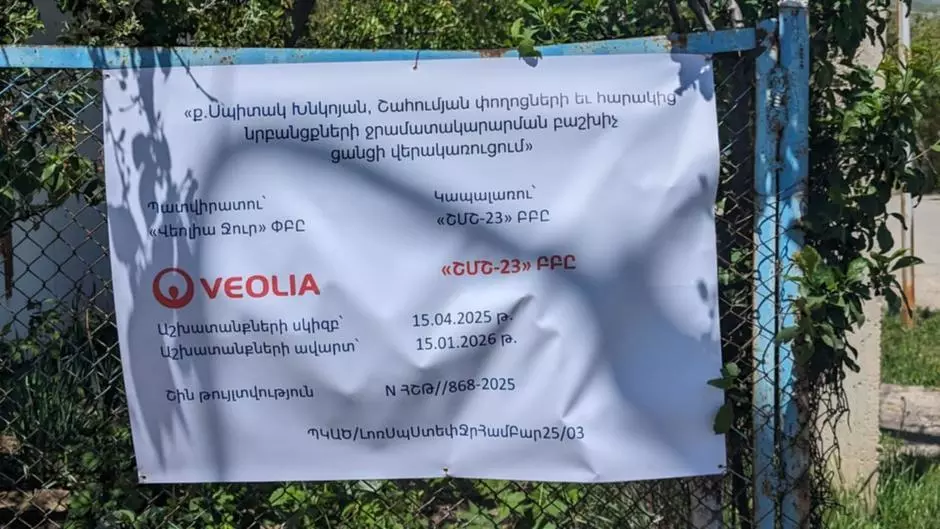 «ք.Սպիտակ Խնկոյան, Շահումյան փողոցների եւ հարակից
նրբանցքների ջրամատակարարման բաշխիչ
ցանցի վերակառուցում»
Պատվիրատու՝
«Վեոլիա Ջուր» ՓԲԸ
Կապալառու՝
«ՇՄՇ-23» ԲԲԸ
VEOLIA
«ՇՄՇ-23» ԲԲԸ
Աշխատանքների սկիզբ՝ 15.04.2025 թ.
Աշխատանքների ավարտ՝ 15.01.2026 թ.
Շին թույլտվություն N ՀՇԹ//868-2025
ՊԿԱԾ/ԼոռՍպՍտեփՋրՀամԲար25/03